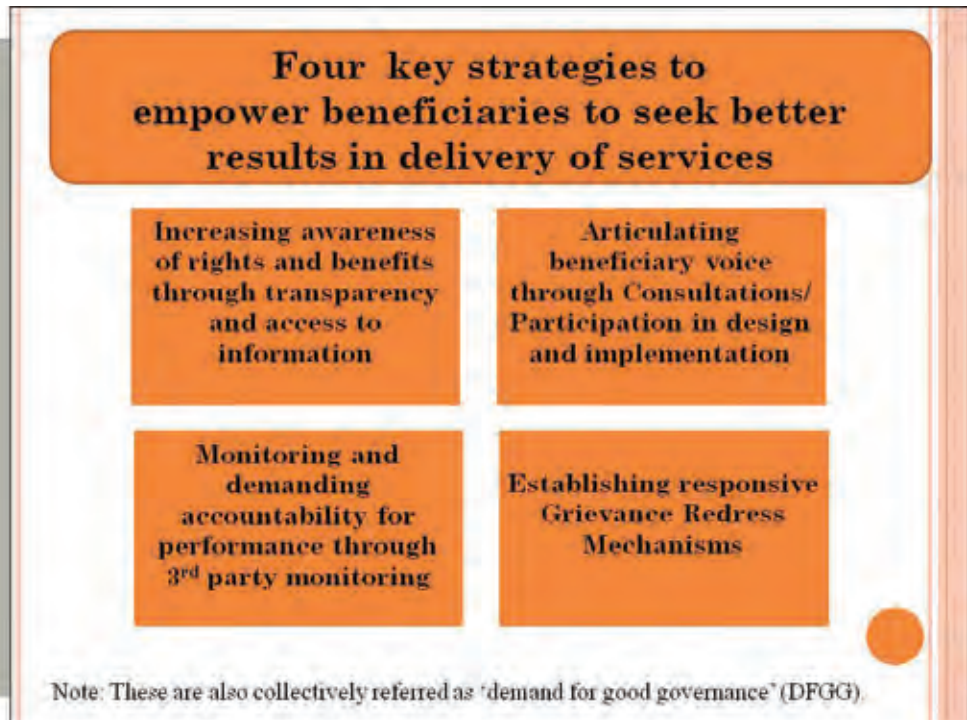 Four key strategies to
empower beneficiaries to seek better
results in delivery of services
Increasing awareness
of rights and benefits
through transparency
and access to
information
Articulating
beneficiary voice
through Consultations/
Participation in design
and implementation
Monitoring and
demanding
accountability for
performance through
3rd party monitoring
Establishing responsive
Grievance Redress
Mechanisms
Note: These are also collectively referred as ‘demand for good governance’ (DFGG).